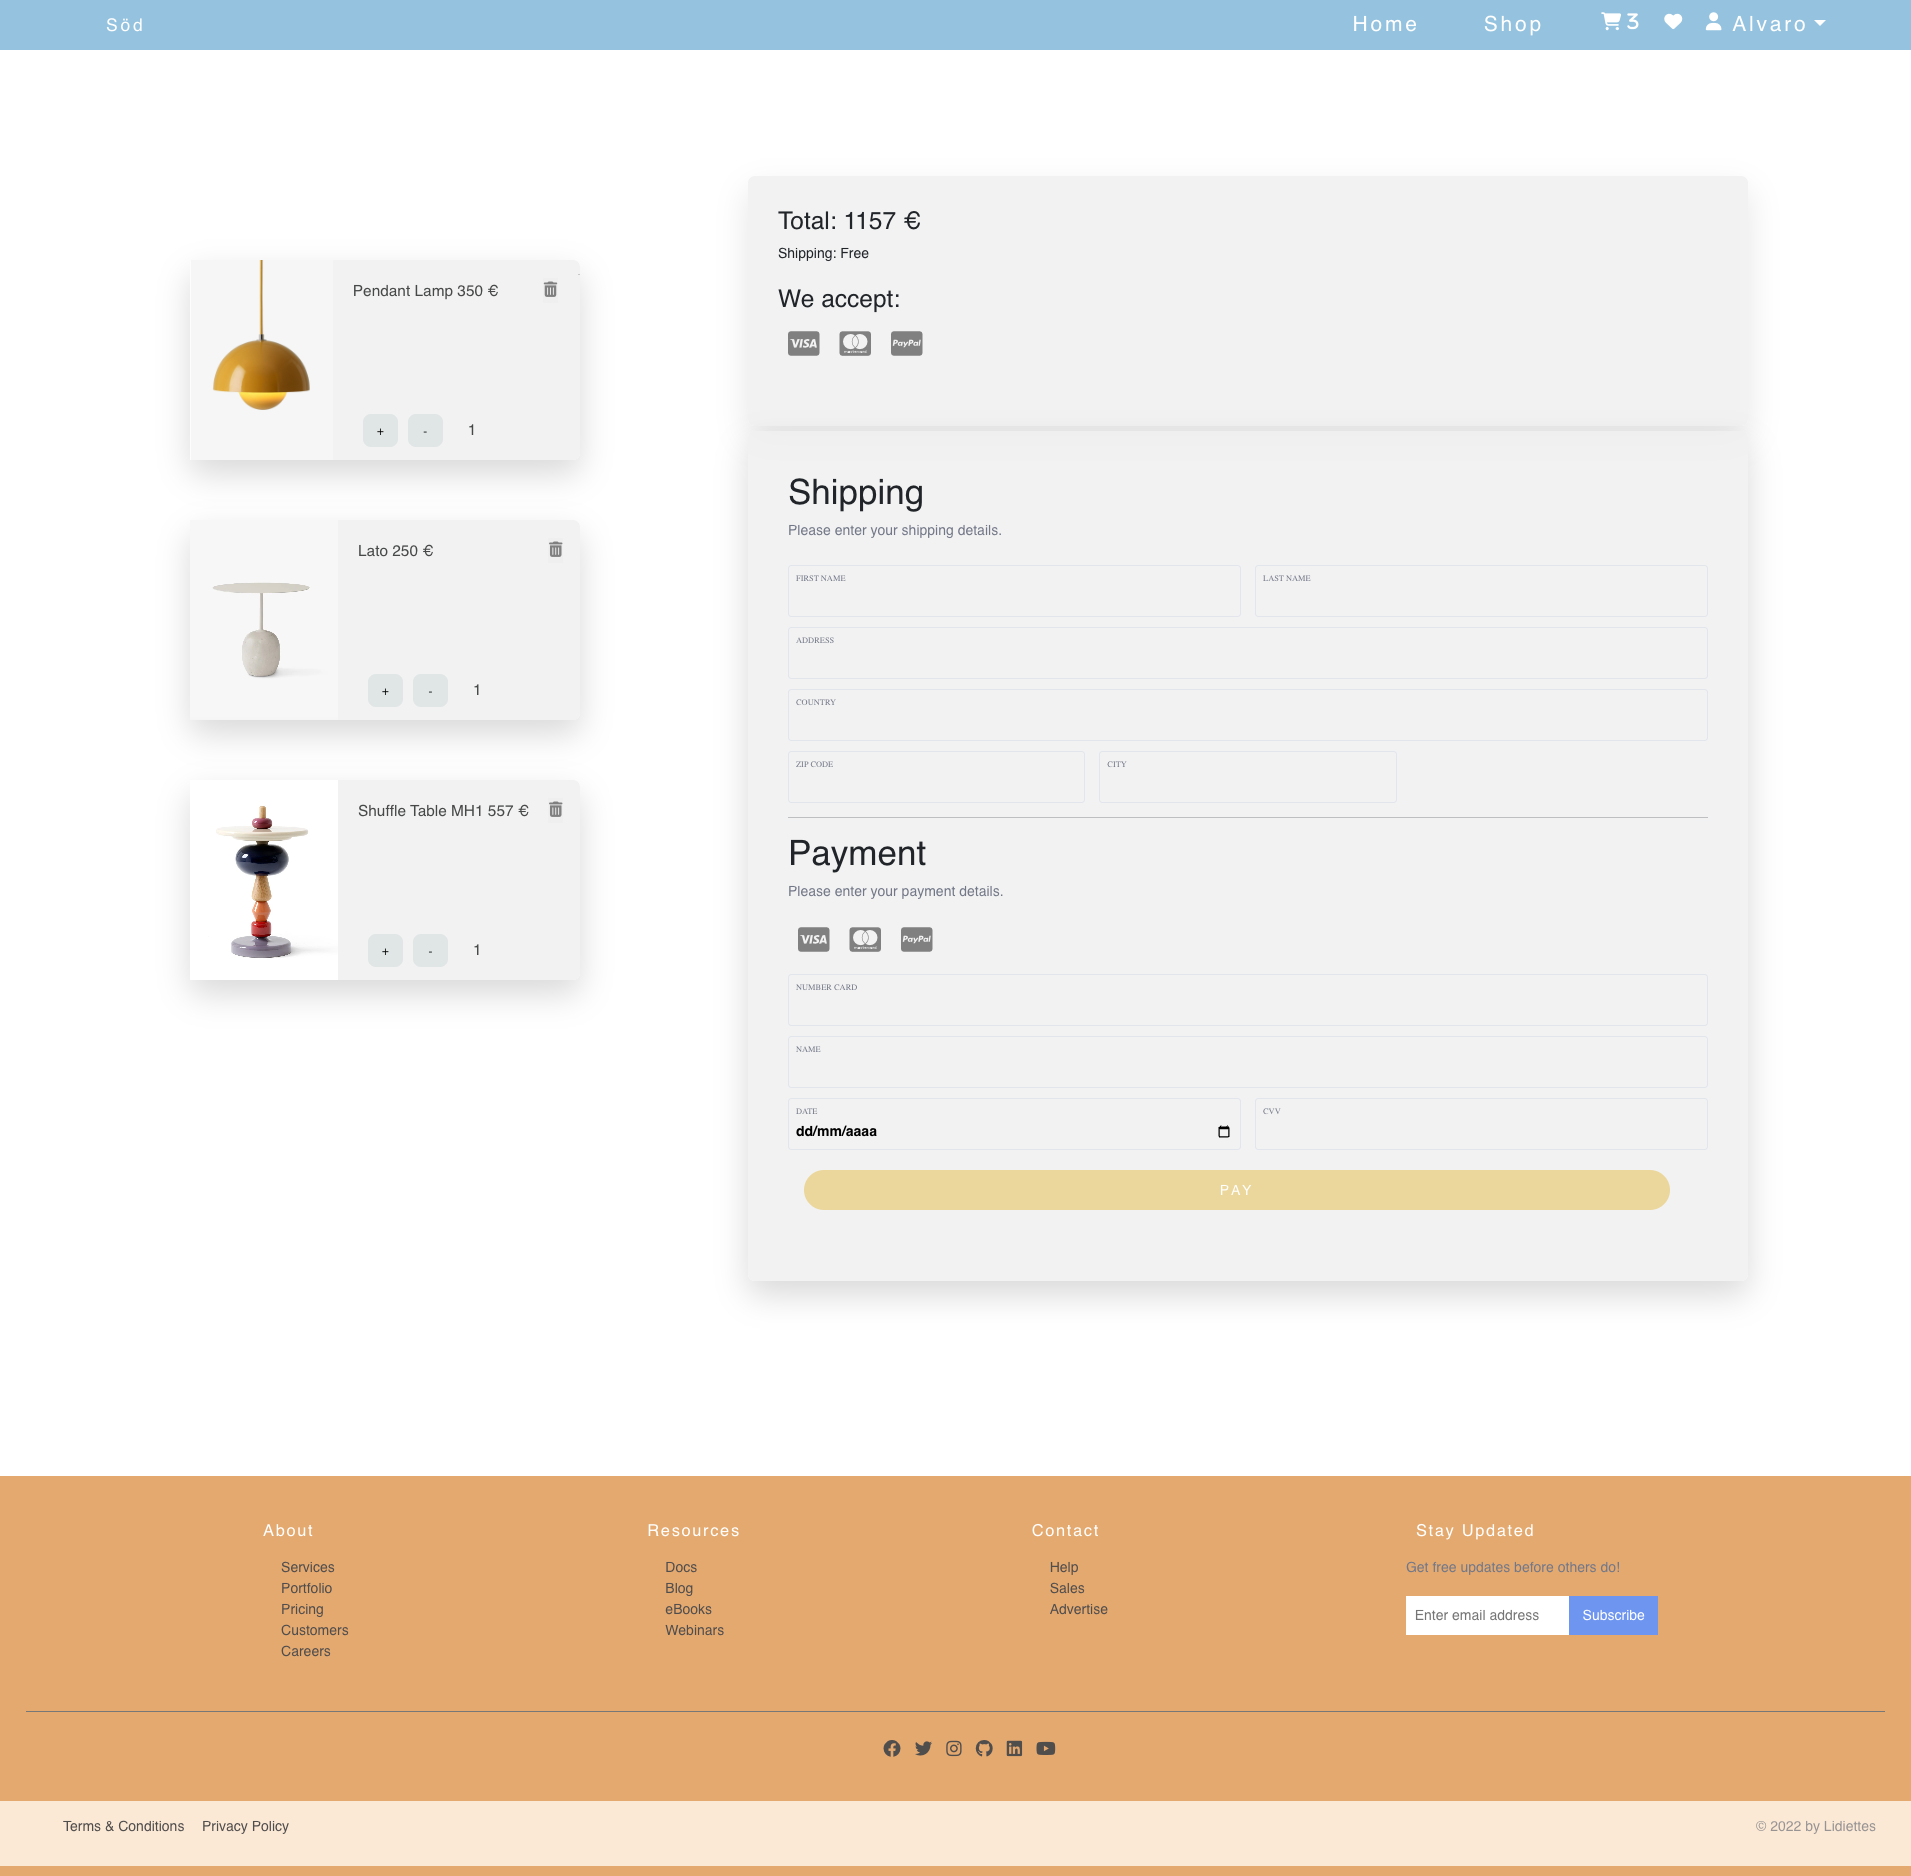 Söd
Home
Shop
3
Alvaro
Pendant Lamp 350 €
+
-
1
Lato 250 €
+
-
1
Shuffle Table MH1 557 €
+
-
1
Total: 1157 €
Shipping: Free
We accept:
VISA
mastercard
PayPal
Shipping
Please enter your shipping details.
FIRST NAME
LAST NAME
ADDRESS
COUNTRY
ZIP CODE
CITY
Payment
Please enter your payment details.
VISA
mastercard
PayPal
NUMBER CARD
NAME
DATE
dd/mm/aaaa
CVV
PAY
About
Services
Portfolio
Pricing
Customers
Careers
Resources
Docs
Blog
eBooks
Webinars
Contact
Help
Sales
Advertise
Stay Updated
Get free updates before others do!
Enter email address
Subscribe
Terms & Conditions
Privacy Policy
© 2022 by Lidiettes